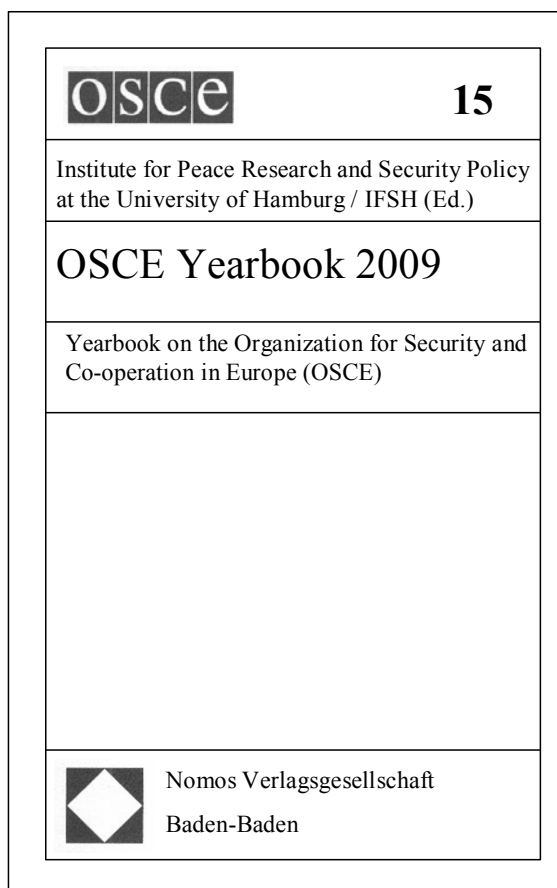 osce
15
Institute for Peace Research and Security Policy
at the University of Hamburg / IFSH (Ed.)
OSCE Yearbook 2009
Yearbook on the Organization for Security and
Co-operation in Europe (OSCE)
Nomos Verlagsgesellschaft
Baden-Baden